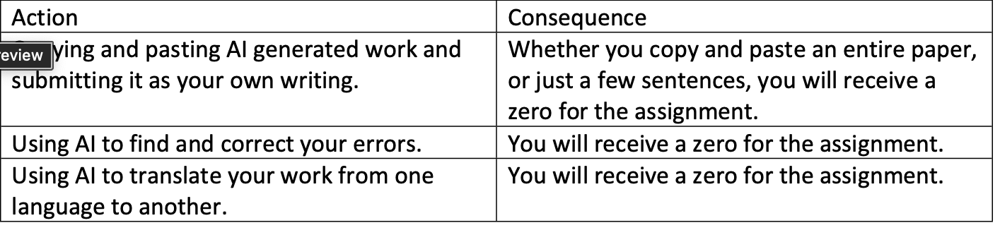 Action
Consequence
review
ying and pasting AI generated work and
submitting it as your own writing.
Whether you copy and paste an entire paper,
or just a few sentences, you will receive a
zero for the assignment.
Using AI to find and correct your errors.
You will receive a zero for the assignment.
Using AI to translate your work from one
language to another.
You will receive a zero for the assignment.